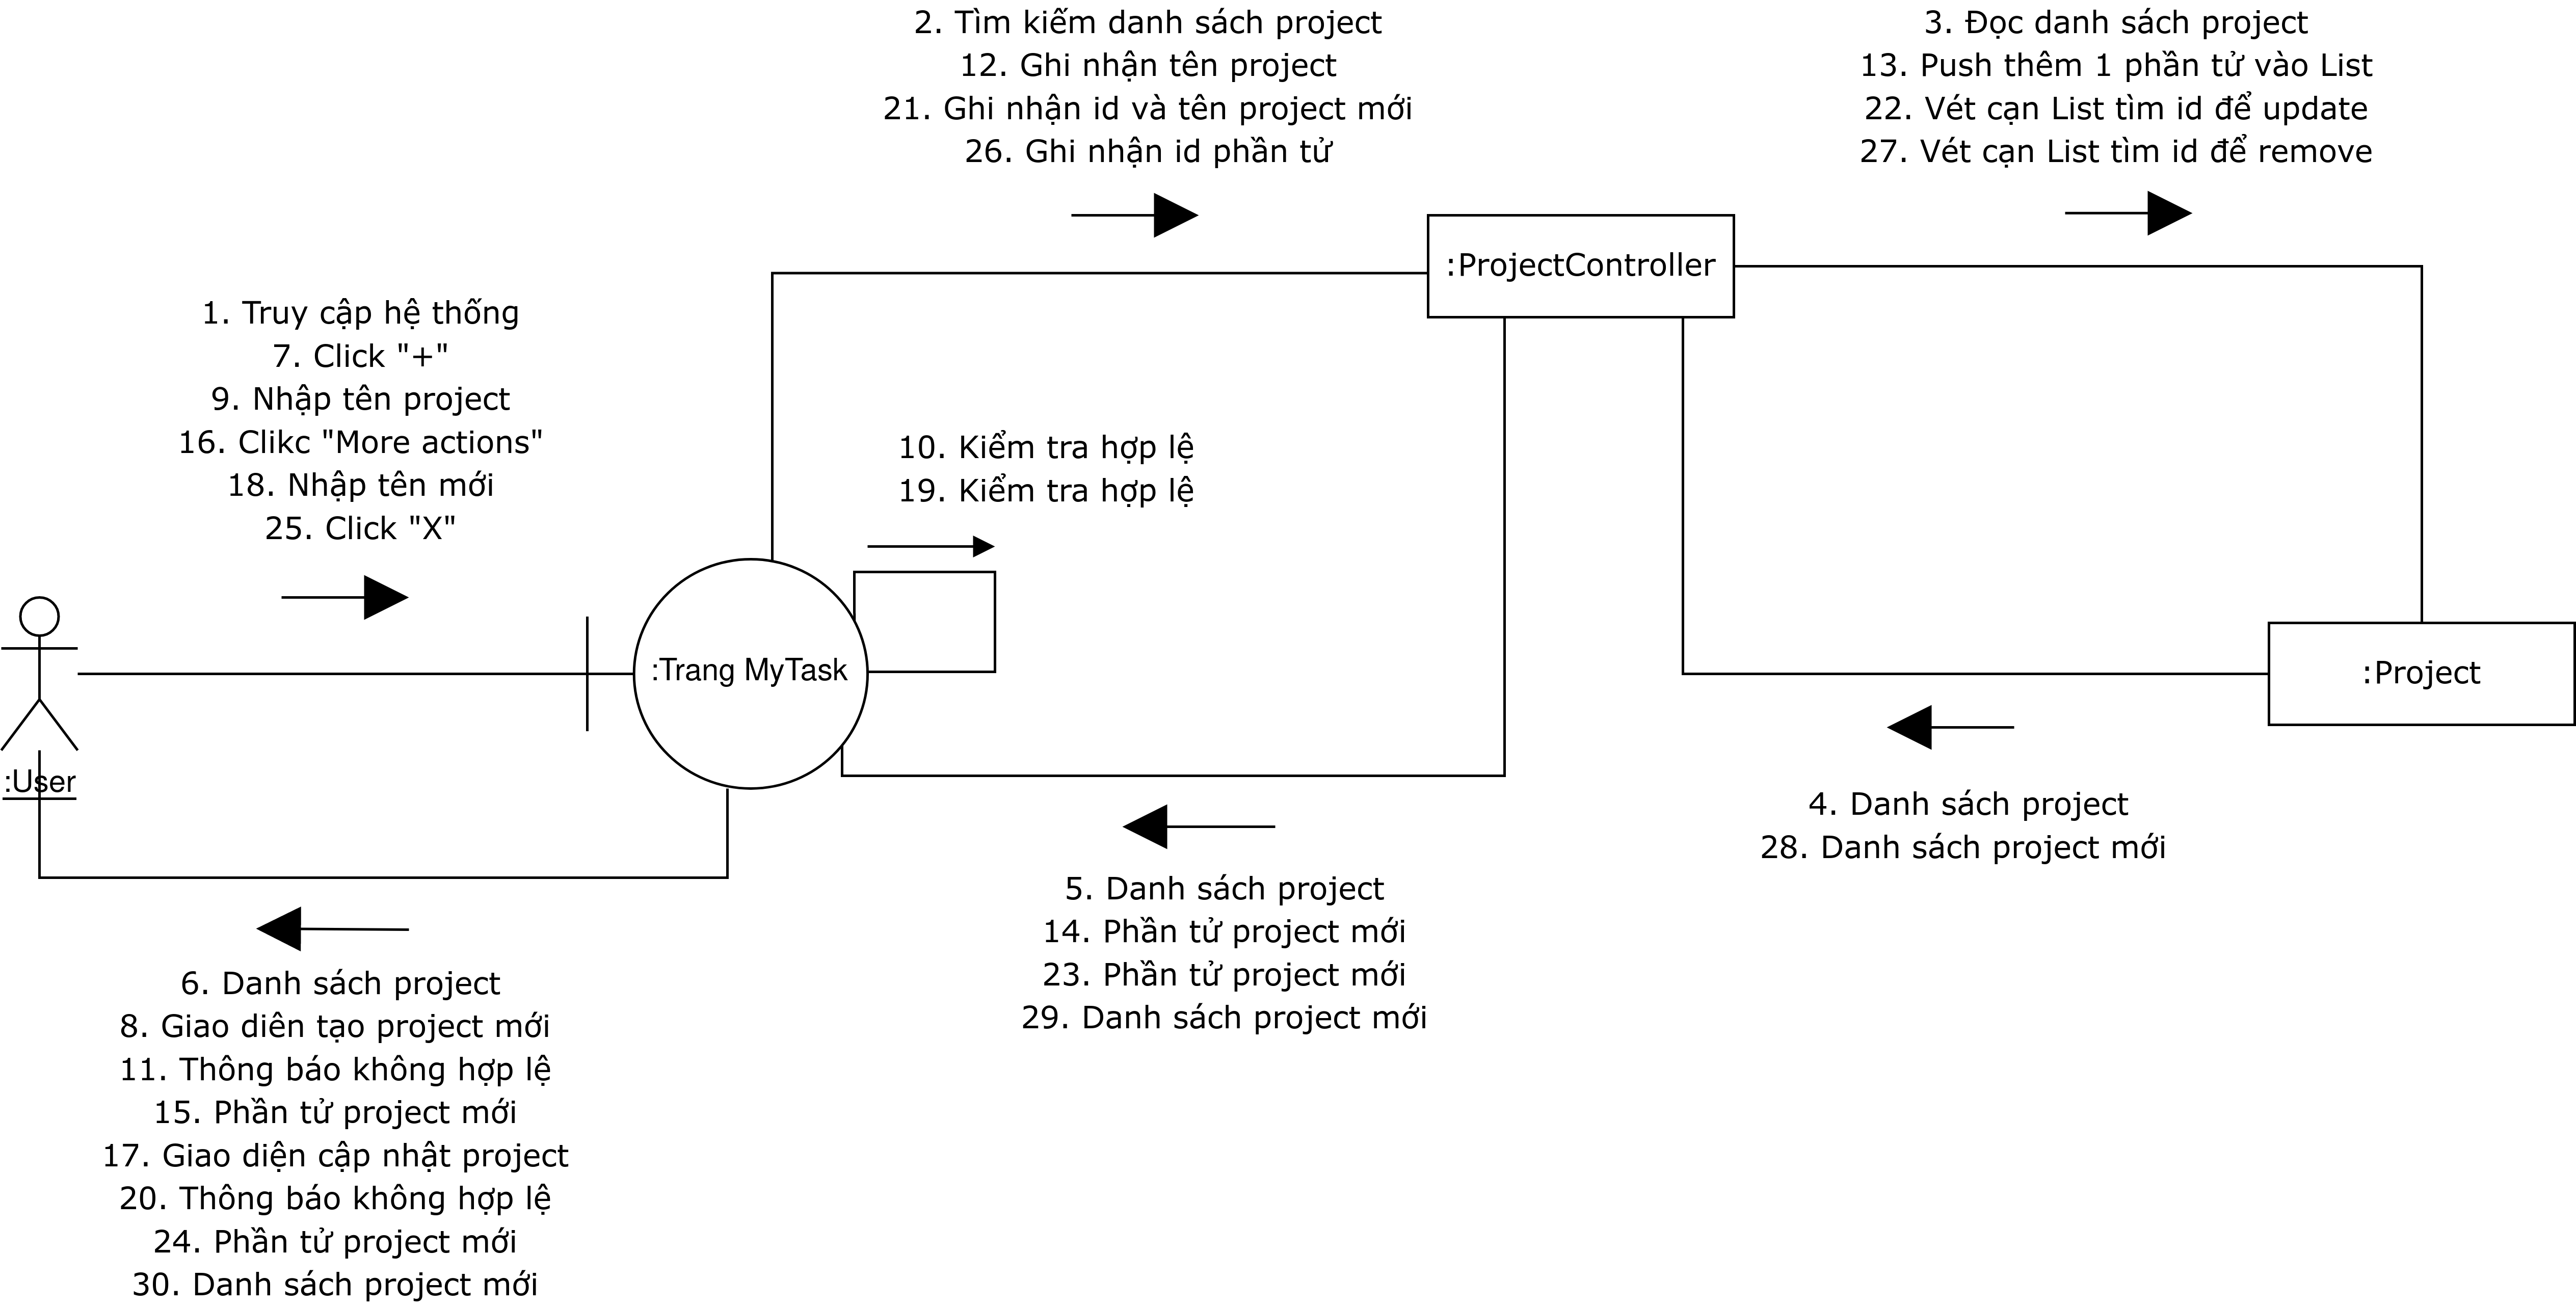 2. Tìm kiếm danh sách project
12. Ghi nhận tên project
21. Ghi nhận id và tên project mới
26. Ghi nhận id phần tử
3. Đọc danh sách project
13. Push thêm 1 phần tử vào List
22. Vét cạn List tìm id để update
27. Vét cạn List tìm id để remove
:ProjectController
1. Truy cập hệ thống
7. Click "+"
9. Nhập tên project
16. Clikc "More actions"
18. Nhập tên mới
25. Click "X"
10. Kiểm tra hợp lệ
19. Kiểm tra hợp lệ
:Trang MyTask
:Project
:User
4. Danh sách project
28. Danh sách project mới
5. Danh sách project
14. Phần tử project mới
23. Phần tử project mới
29. Danh sách project mới
6. Danh sách project
8. Giao diên tạo project mới
11. Thông báo không hợp lệ
15. Phần tử project mới
17. Giao diện cập nhật project
20. Thông báo không hợp lệ
24. Phần tử project mới
30. Danh sách project mới